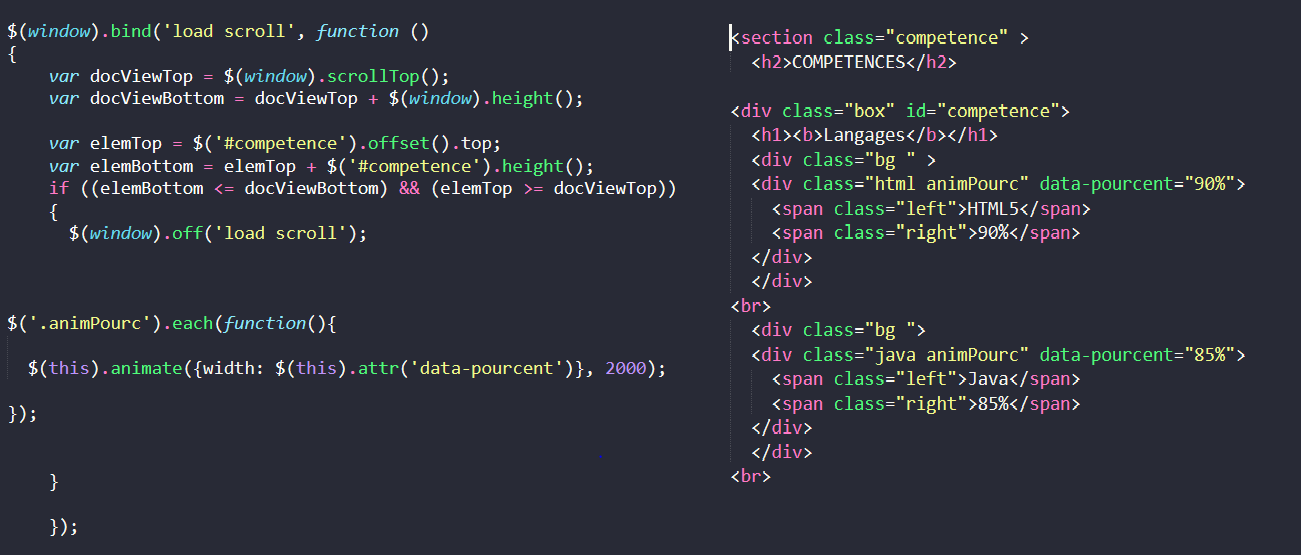 $(window).bind('load scroll', function ()
{
var docViewTop = $(window).scrollTop();
var docViewBottom = docViewTop + $(window).height();
var elemTop = $('#competence').offset().top;
var elemBottom = elemTop + $('#competence').height();
if ((elemBottom <= docViewBottom) && (elemTop >= docViewTop))
{
$(window).off('load scroll');
$('.animPourc').each(function(){
$(this).animate({width: $(this).attr('data-pourcent')}, 2000);
});
}
});
<section class="competence" >
<h2>COMPETENCES</h2>
<div class="box" id="competence">
<h1><b>Langages</b></h1>
<div class="bg " >
<div class="html animPourc" data-pourcent="90%">
<span class="left">HTML5</span>
<span class="right">90%</span>
</div>
</div>
<br>
<div class="bg ">
<div class="java animPourc" data-pourcent="85%">
<span class="left">Java</span>
<span class="right">85%</span>
</div>
</div>
<br>